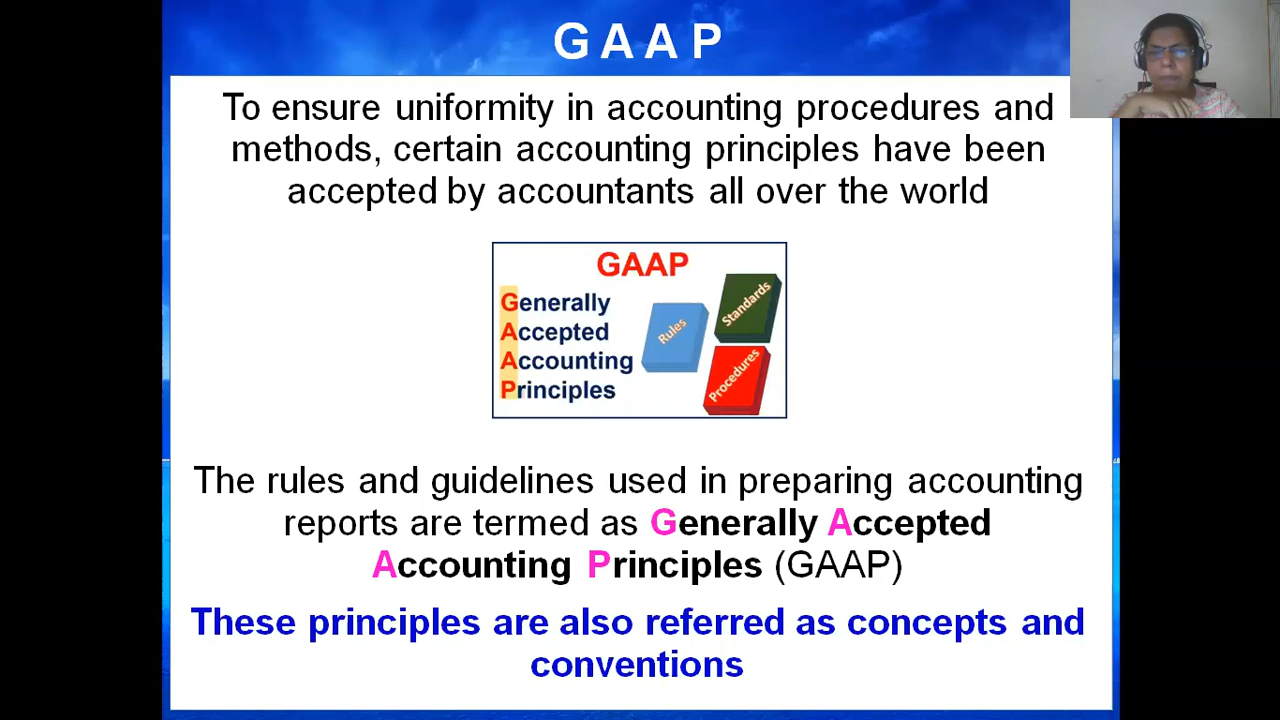 G A A P
To ensure uniformity in accounting procedures and
methods, certain accounting principles have been
accepted by accountants all over the world
GAAP
Generally
Accepted
Accounting
Principles
Rules
Standards
Procedures
The rules and guidelines used in preparing accounting
reports are termed as Generally Accepted
Accounting Principles (GAAP)
These principles are also referred as concepts and
conventions